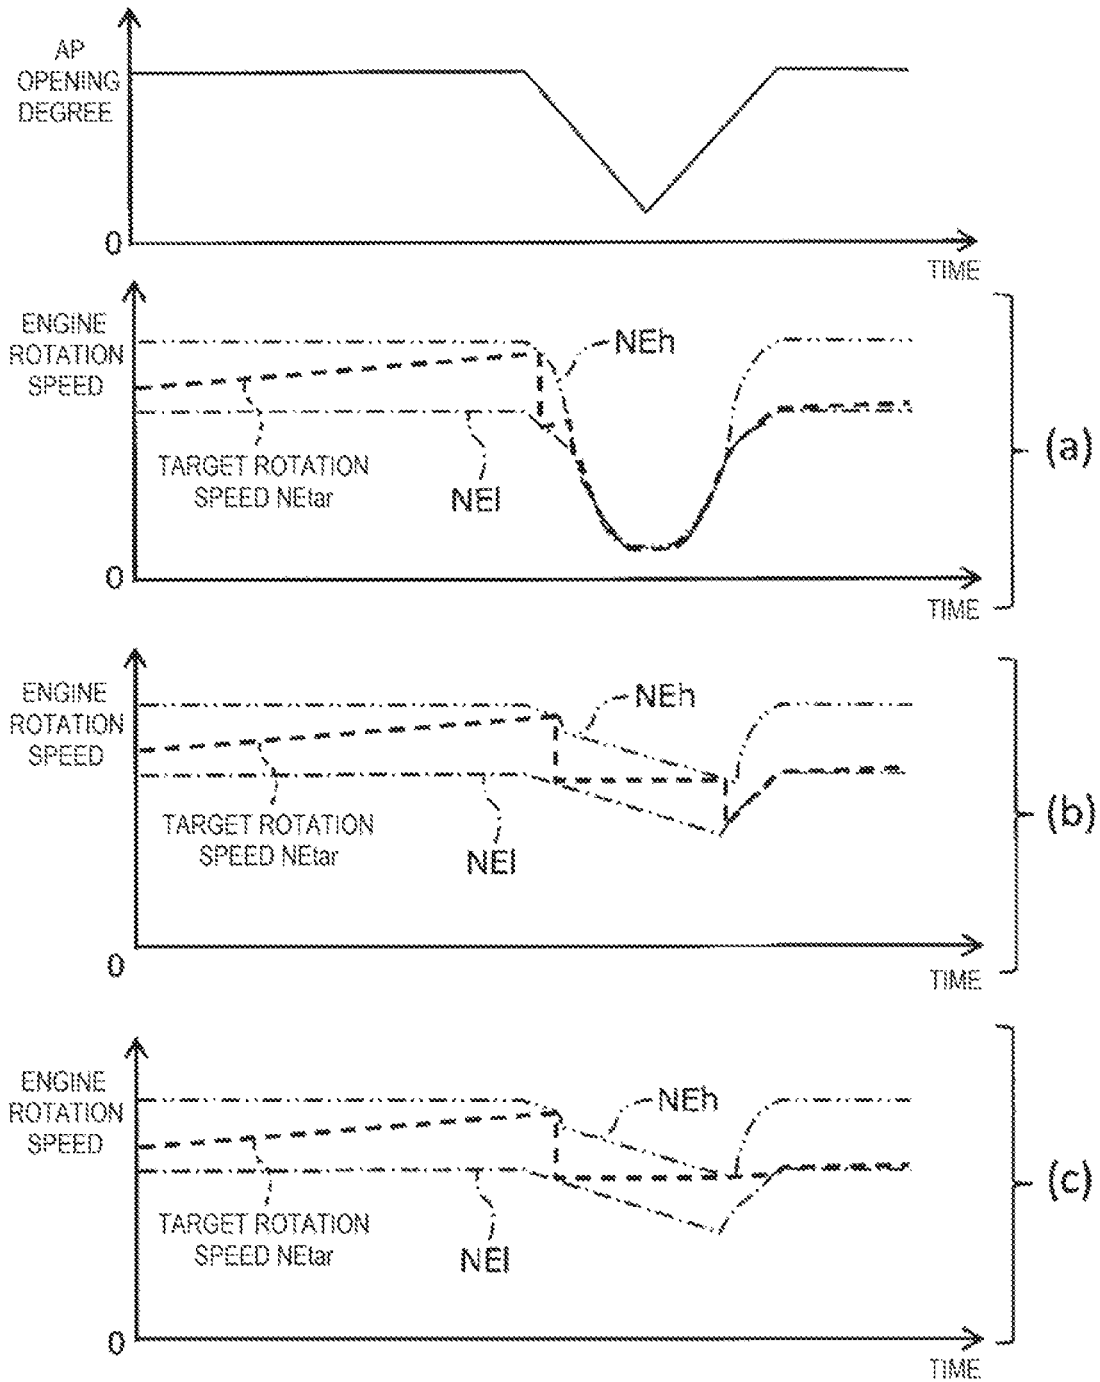 AP
OPENING
DEGREE
0
TIME
ENGINE
ROTATION
SPEED
NEh
TARGET ROTATION
SPEED NEtar
NEl
(a)
0
TIME
ENGINE
ROTATION
SPEED
NEh
TARGET ROTATION
SPEED NEtar
NEl
(b)
0
TIME
ENGINE
ROTATION
SPEED
NEh
TARGET ROTATION
SPEED NEtar
NEl
(c)
0
TIME